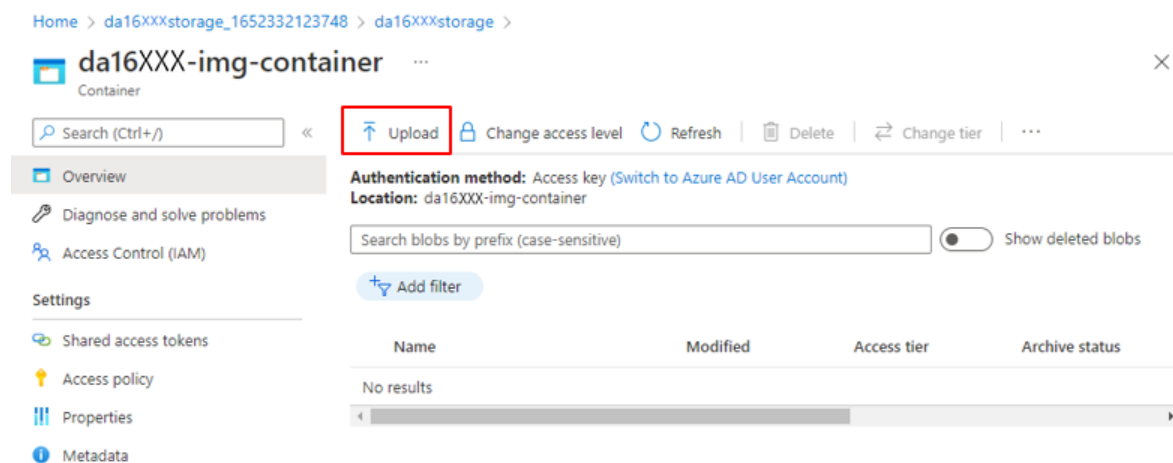 Home > da16XXXstorage_1652332123748 > da16XXXstorage >
da16XXX-img-container ...
Container
Search (Ctrl+/)
Overview
Diagnose and solve problems
Access Control (IAM)
Settings
Shared access tokens
Access policy
Properties
Metadata
Upload Change access level Refresh Delete Change tier ...
Authentication method: Access key (Switch to Azure AD User Account)
Location: da16XXX-img-container
Search blobs by prefix (case-sensitive) Show deleted blobs
Add filter
Name Modified Access tier Archive status
No results